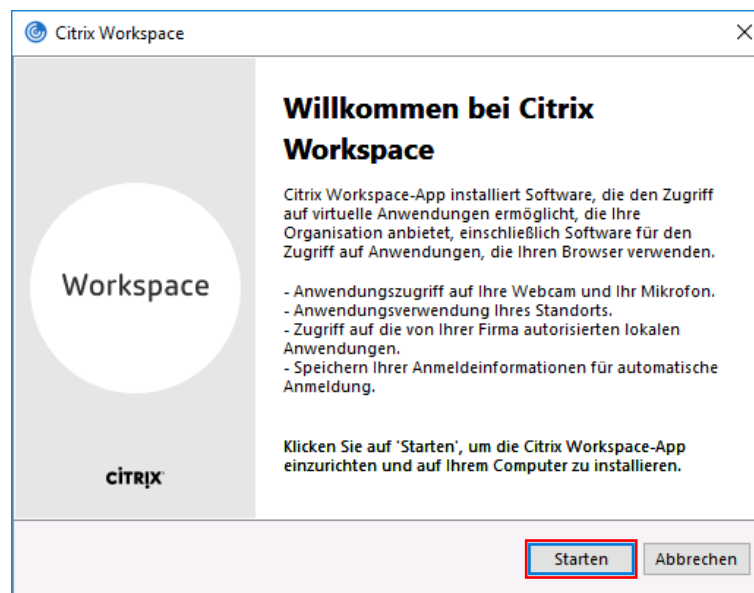 Citrix Workspace
Willkommen bei Citrix
Workspace
Citrix Workspace-App installiert Software, die den Zugriff
auf virtuelle Anwendungen ermöglicht, die Ihre
Organisation anbietet, einschließlich Software für den
Zugriff auf Anwendungen, die Ihren Browser verwenden.
- Anwendungszugriff auf Ihre Webcam und Ihr Mikrofon.
- Anwendungsverwendung Ihres Standorts.
- Zugriff auf die von Ihrer Firma autorisierten lokalen
Anwendungen.
- Speichern Ihrer Anmeldeinformationen für automatische
Anmeldung.
Klicken Sie auf 'Starten', um die Citrix Workspace-App
einzurichten und auf Ihrem Computer zu installieren.
Workspace
CITRIX
Starten
Abbrechen